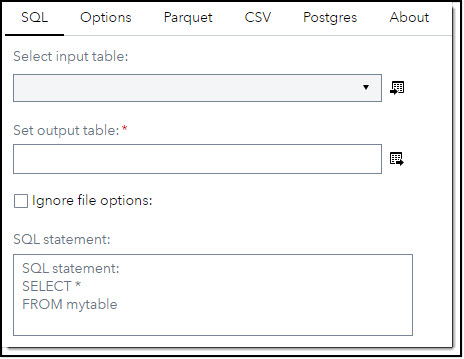 SQL Options Parquet CSV Postgres About
Select input table:
Set output table: *
Ignore file options:
SQL statement:
SQL statement:
SELECT *
FROM mytable